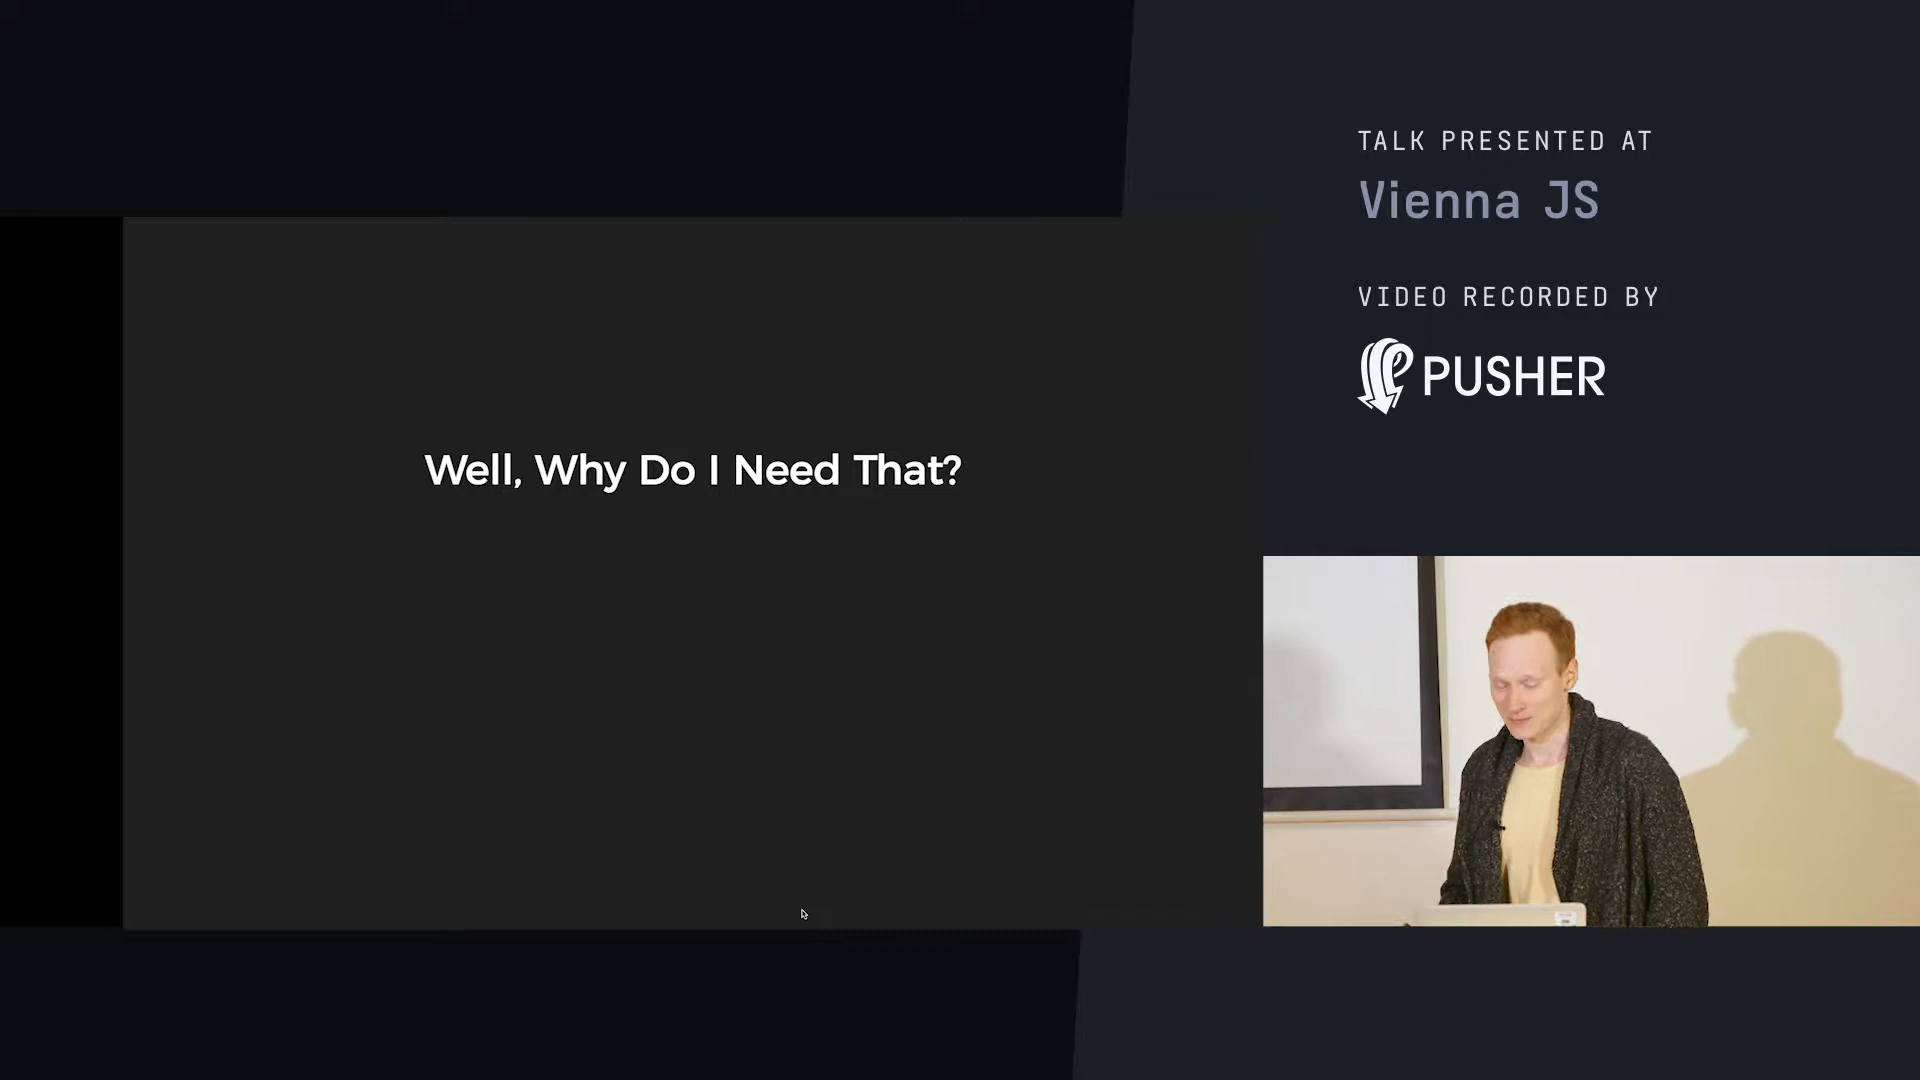 Well, Why Do I Need That?
TALK PRESENTED AT
Vienna JS
VIDEO RECORDED BY
PUSHER